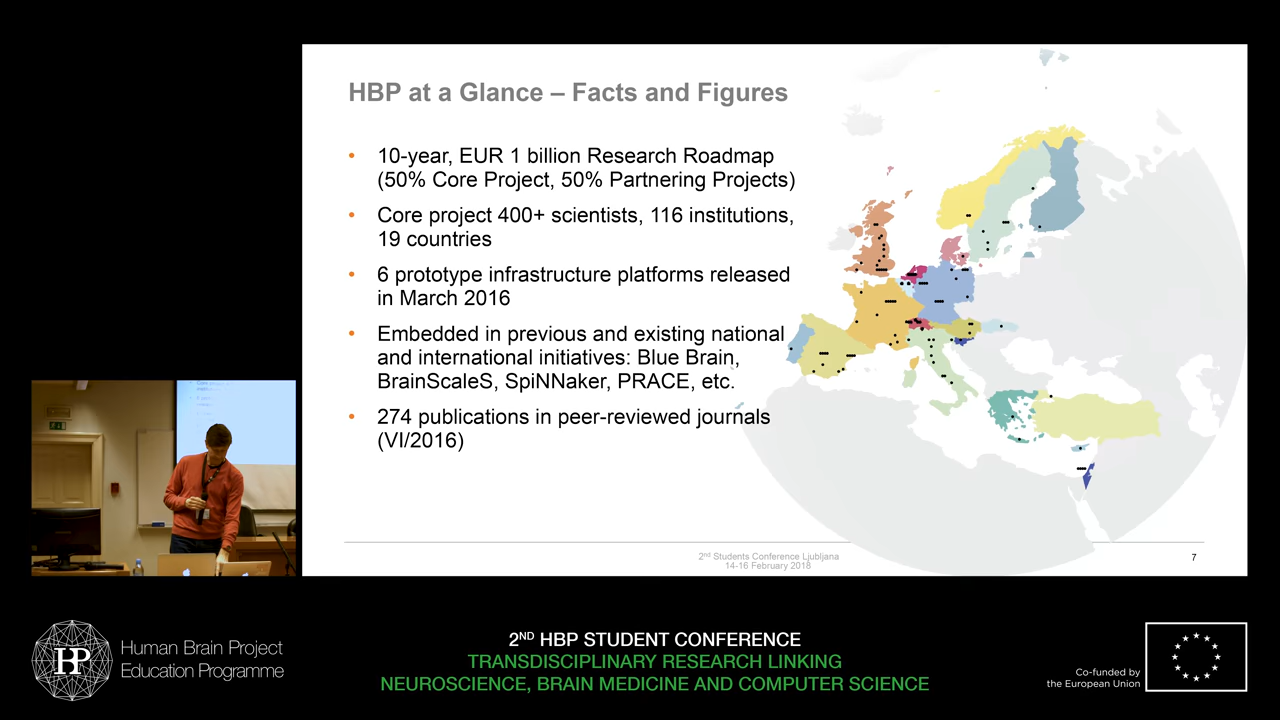 HBP at a Glance – Facts and Figures
• 10-year, EUR 1 billion Research Roadmap
(50% Core Project, 50% Partnering Projects)
• Core project 400+ scientists, 116 institutions,
19 countries
• 6 prototype infrastructure platforms released
in March 2016
• Embedded in previous and existing national
and international initiatives: Blue Brain,
BrainScaleS, SpiNNaker, PRACE, etc.
• 274 publications in peer-reviewed journals
(VI/2016)
2nd Students Conference Ljubljana
14-16 February 2018
7
HBP
Human Brain Project
Education Programme
2ND HBP STUDENT CONFERENCE
TRANSDISCIPLINARY RESEARCH LINKING
NEUROSCIENCE, BRAIN MEDICINE AND COMPUTER SCIENCE
Co-funded by
the European Union